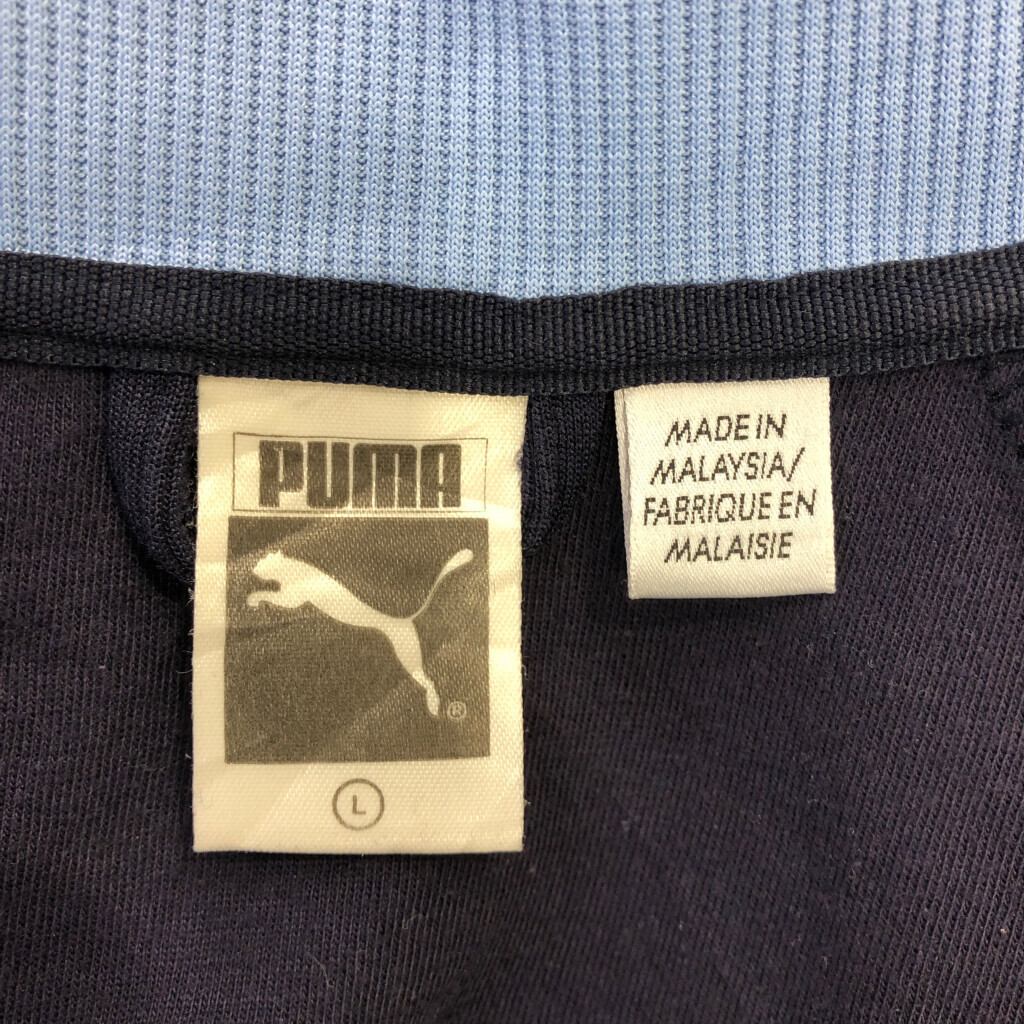 PUMA
®
L
MADE IN
MALAYSIA/
FABRIQUE EN
MALAISIE